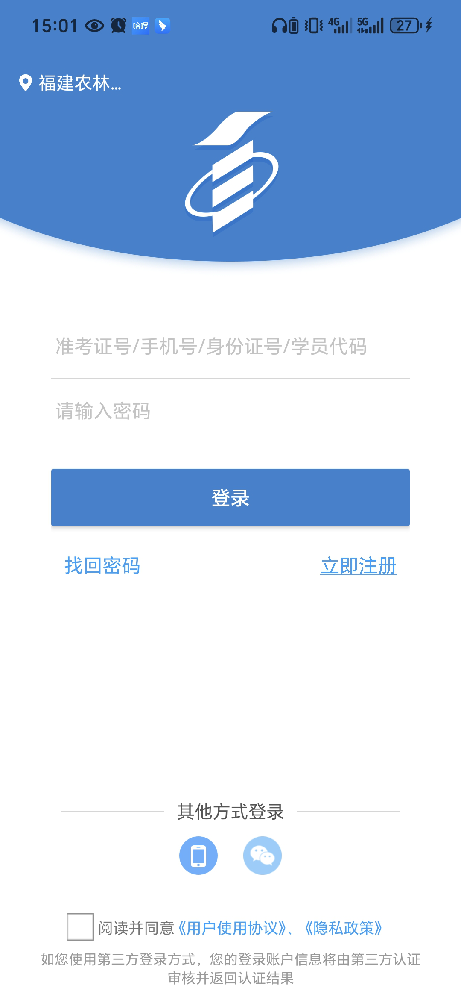 15:01 哈啰 4G 5G 27
福建农林...
准考证号/手机号/身份证号/学员代码
请输入密码
登录
找回密码 立即注册
其他方式登录
阅读并同意《用户使用协议》、《隐私政策》
如您使用第三方登录方式，您的登录账户信息将由第三方认证
审核并返回认证结果